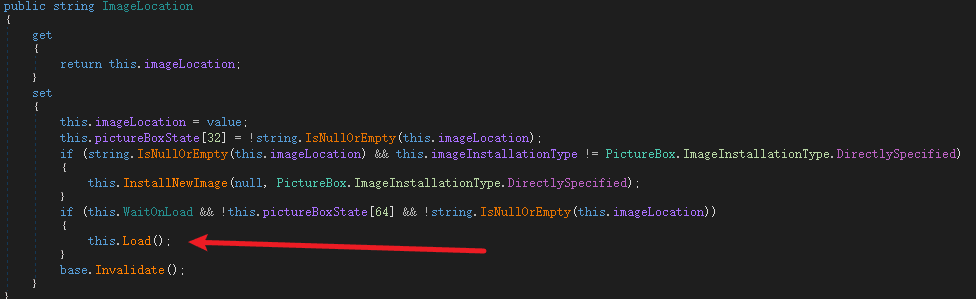 public string ImageLocation
{
get
{
return this.imageLocation;
}
set
{
this.imageLocation = value;
this.pictureBoxState[32] = !string.IsNullOrEmpty(this.imageLocation);
if (string.IsNullOrEmpty(this.imageLocation) && this.imageInstallationType != PictureBox.ImageInstallationType.DirectlySpecified)
{
this.InstallNewImage(null, PictureBox.ImageInstallationType.DirectlySpecified);
}
if (this.WaitOnLoad && !this.pictureBoxState[64] && !string.IsNullOrEmpty(this.imageLocation))
{
this.Load();
}
base.Invalidate();
}
}